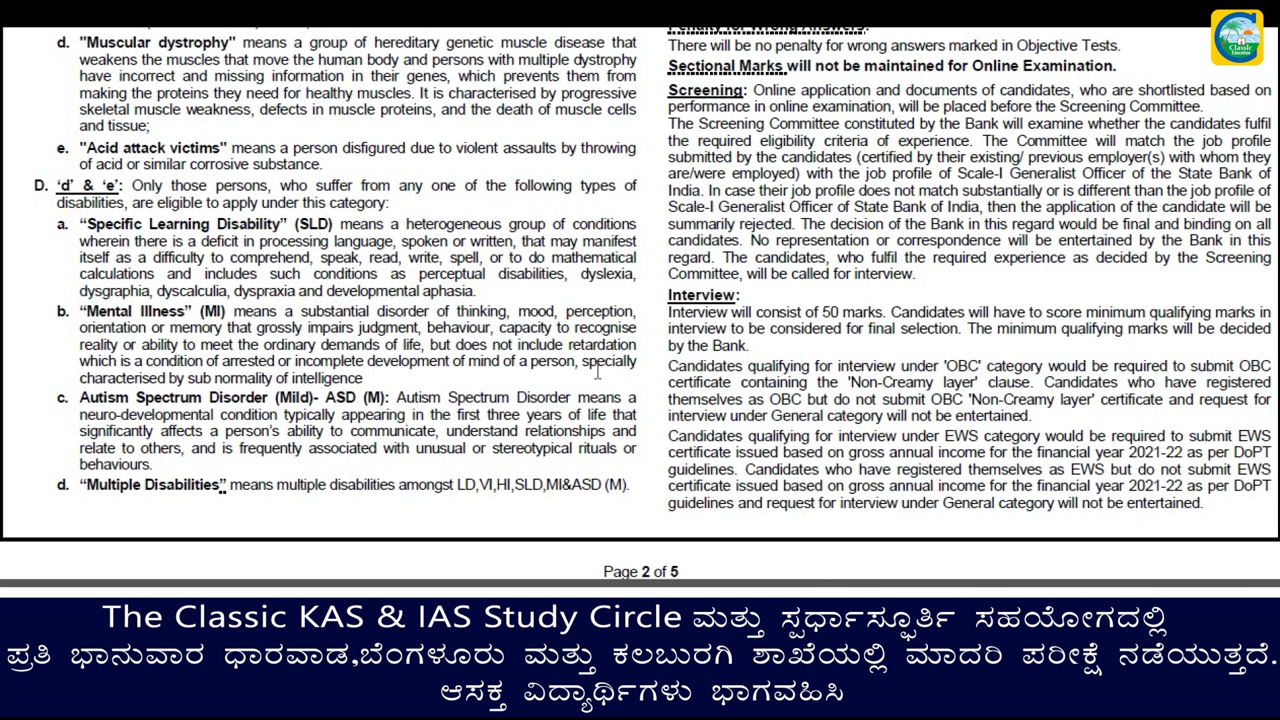 d. "Muscular dystrophy" means a group of hereditary genetic muscle disease that
weakens the muscles that move the human body and persons with multiple dystrophy
have incorrect and missing information in their genes, which prevents them from
making the proteins they need for healthy muscles. It is characterised by progressive
skeletal muscle weakness, defects in muscle proteins, and the death of muscle cells
and tissue;
e. "Acid attack victims" means a person disfigured due to violent assaults by throwing
of acid or similar corrosive substance.
D. ‘d’ & ‘e’: Only those persons, who suffer from any one of the following types of
disabilities, are eligible to apply under this category:
a. “Specific Learning Disability” (SLD) means a heterogeneous group of conditions
wherein there is a deficit in processing language, spoken or written, that may manifest
itself as a difficulty to comprehend, speak, read, write, spell, or to do mathematical
calculations and includes such conditions as perceptual disabilities, dyslexia,
dysgraphia, dyscalculia, dyspraxia and developmental aphasia.
b. “Mental Illness” (MI) means a substantial disorder of thinking, mood, perception,
orientation or memory that grossly impairs judgment, behaviour, capacity to recognise
reality or ability to meet the ordinary demands of life, but does not include retardation
which is a condition of arrested or incomplete development of mind of a person, specially
characterised by sub normality of intelligence
c. Autism Spectrum Disorder (Mild)- ASD (M): Autism Spectrum Disorder means a
neuro-developmental condition typically appearing in the first three years of life that
significantly affects a person’s ability to communicate, understand relationships and
relate to others, and is frequently associated with unusual or stereotypical rituals or
behaviours.
d. “Multiple Disabilities” means multiple disabilities amongst LD,VI,HI,SLD,MI&ASD (M).
Penalty for Wrong Answers:
There will be no penalty for wrong answers marked in Objective Tests.
Sectional Marks will not be maintained for Online Examination.
Screening: Online application and documents of candidates, who are shortlisted based on
performance in online examination, will be placed before the Screening Committee.
The Screening Committee constituted by the Bank will examine whether the candidates fulfil
the required eligibility criteria of experience. The Committee will match the job profile
submitted by the candidates (certified by their existing/ previous employer(s) with whom they
are/were employed) with the job profile of Scale-I Generalist Officer of the State Bank of
India. In case their job profile does not match substantially or is different than the job profile of
Scale-I Generalist Officer of State Bank of India, then the application of the candidate will be
summarily rejected. The decision of the Bank in this regard would be final and binding on all
candidates. No representation or correspondence will be entertained by the Bank in this
regard. The candidates, who fulfil the required experience as decided by the Screening
Committee, will be called for interview.
Interview:
Interview will consist of 50 marks. Candidates will have to score minimum qualifying marks in
interview to be considered for final selection. The minimum qualifying marks will be decided
by the Bank.
Candidates qualifying for interview under 'OBC' category would be required to submit OBC
certificate containing the 'Non-Creamy layer' clause. Candidates who have registered
themselves as OBC but do not submit OBC 'Non-Creamy layer' certificate and request for
interview under General category will not be entertained.
Candidates qualifying for interview under EWS category would be required to submit EWS
certificate issued based on gross annual income for the financial year 2021-22 as per DoPT
guidelines. Candidates who have registered themselves as EWS but do not submit EWS
certificate issued based on gross annual income for the financial year 2021-22 as per DoPT
guidelines and request for interview under General category will not be entertained.
Page 2 of 5
Classic
Education
The Classic KAS & IAS Study Circle ಮತ್ತು ಸ್ಪರ್ಧಾಸ್ಫೂರ್ತಿ ಸಹಯೋಗದಲ್ಲಿ
ಪ್ರತಿ ಭಾನುವಾರ ಧಾರವಾಡ,ಬೆಂಗಳೂರು ಮತ್ತು ಕಲಬುರಗಿ ಶಾಖೆಯಲ್ಲಿ ಮಾದರಿ ಪರೀಕ್ಷೆ ನಡೆಯುತ್ತದೆ.
ಆಸಕ್ತ ವಿದ್ಯಾರ್ಥಿಗಳು ಭಾಗವಹಿಸಿ